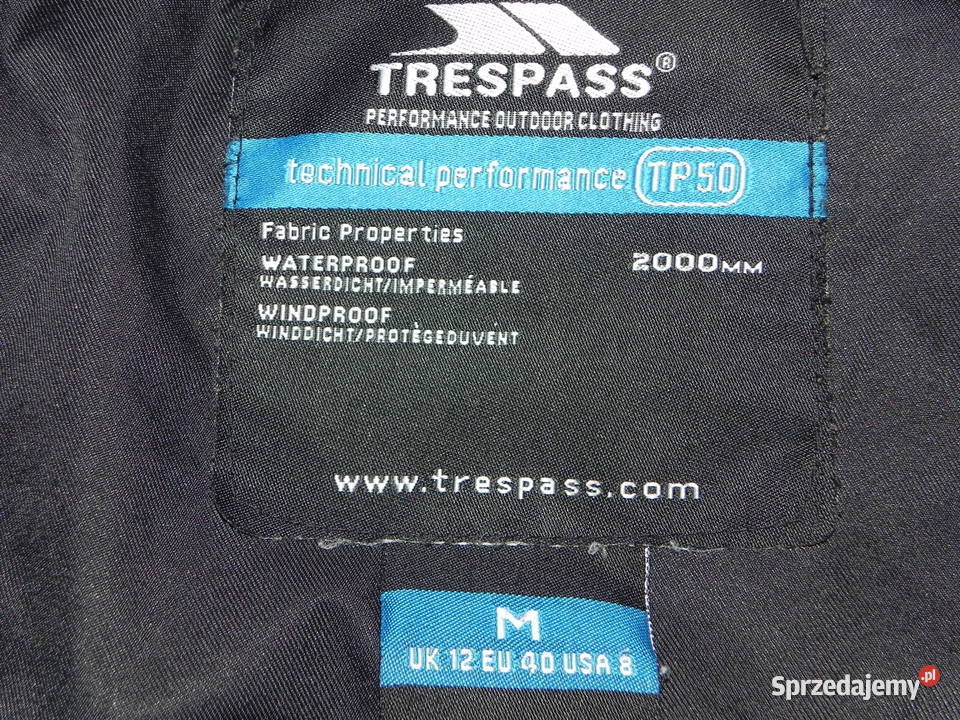 TRESPASS®
PERFORMANCE OUTDOOR CLOTHING
technical performance TP50
Fabric Properties
WATERPROOF 2000MM
WASSERDICHT/IMPERMÉABLE
WINDPROOF
WINDDICHT/PROTÈGEDUVENT
www.trespass.com
M
UK 12 EU 40 USA 8
Sprzedajemy.pl